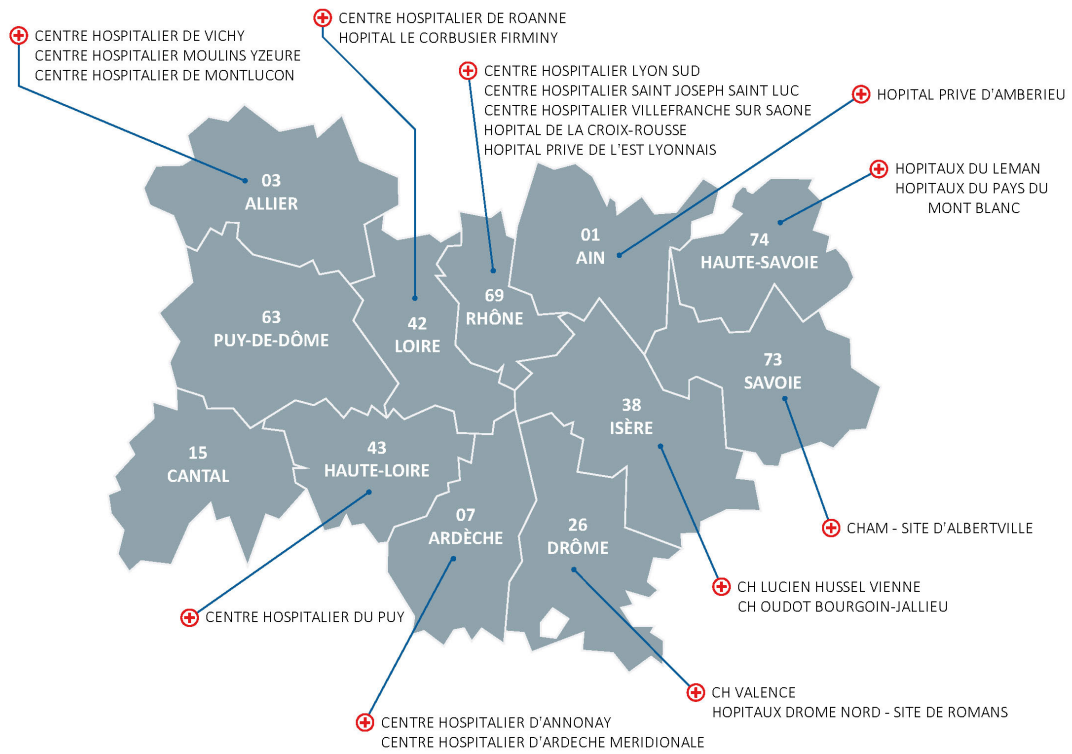 CENTRE HOSPITALIER DE ROANNE
HOPITAL LE CORBUSIER FIRMINY
CENTRE HOSPITALIER DE VICHY
CENTRE HOSPITALIER MOULINS YZEURE
CENTRE HOSPITALIER DE MONTLUCON
CENTRE HOSPITALIER LYON SUD
CENTRE HOSPITALIER SAINT JOSEPH SAINT LUC
CENTRE HOSPITALIER VILLEFRANCHE SUR SAONE
HOPITAL DE LA CROIX-ROUSSE
HOPITAL PRIVE DE L'EST LYONNAIS
HOPITAL PRIVE D'AMBERIEU
HOPITAUX DU LEMAN
HOPITAUX DU PAYS DU
MONT BLANC
03
ALLIER
01
AIN
74
HAUTE-SAVOIE
69
RHÔNE
63
PUY-DE-DÔME
42
LOIRE
73
SAVOIE
38
ISÈRE
15
CANTAL
43
HAUTE-LOIRE
07
ARDÈCHE
26
DRÔME
CHAM - SITE D'ALBERTVILLE
CH LUCIEN HUSSEL VIENNE
CH OUDOT BOURGOIN-JALLIEU
CENTRE HOSPITALIER DU PUY
CH VALENCE
HOPITAUX DROME NORD - SITE DE ROMANS
CENTRE HOSPITALIER D'ANNONAY
CENTRE HOSPITALIER D'ARDECHE MERIDIONALE